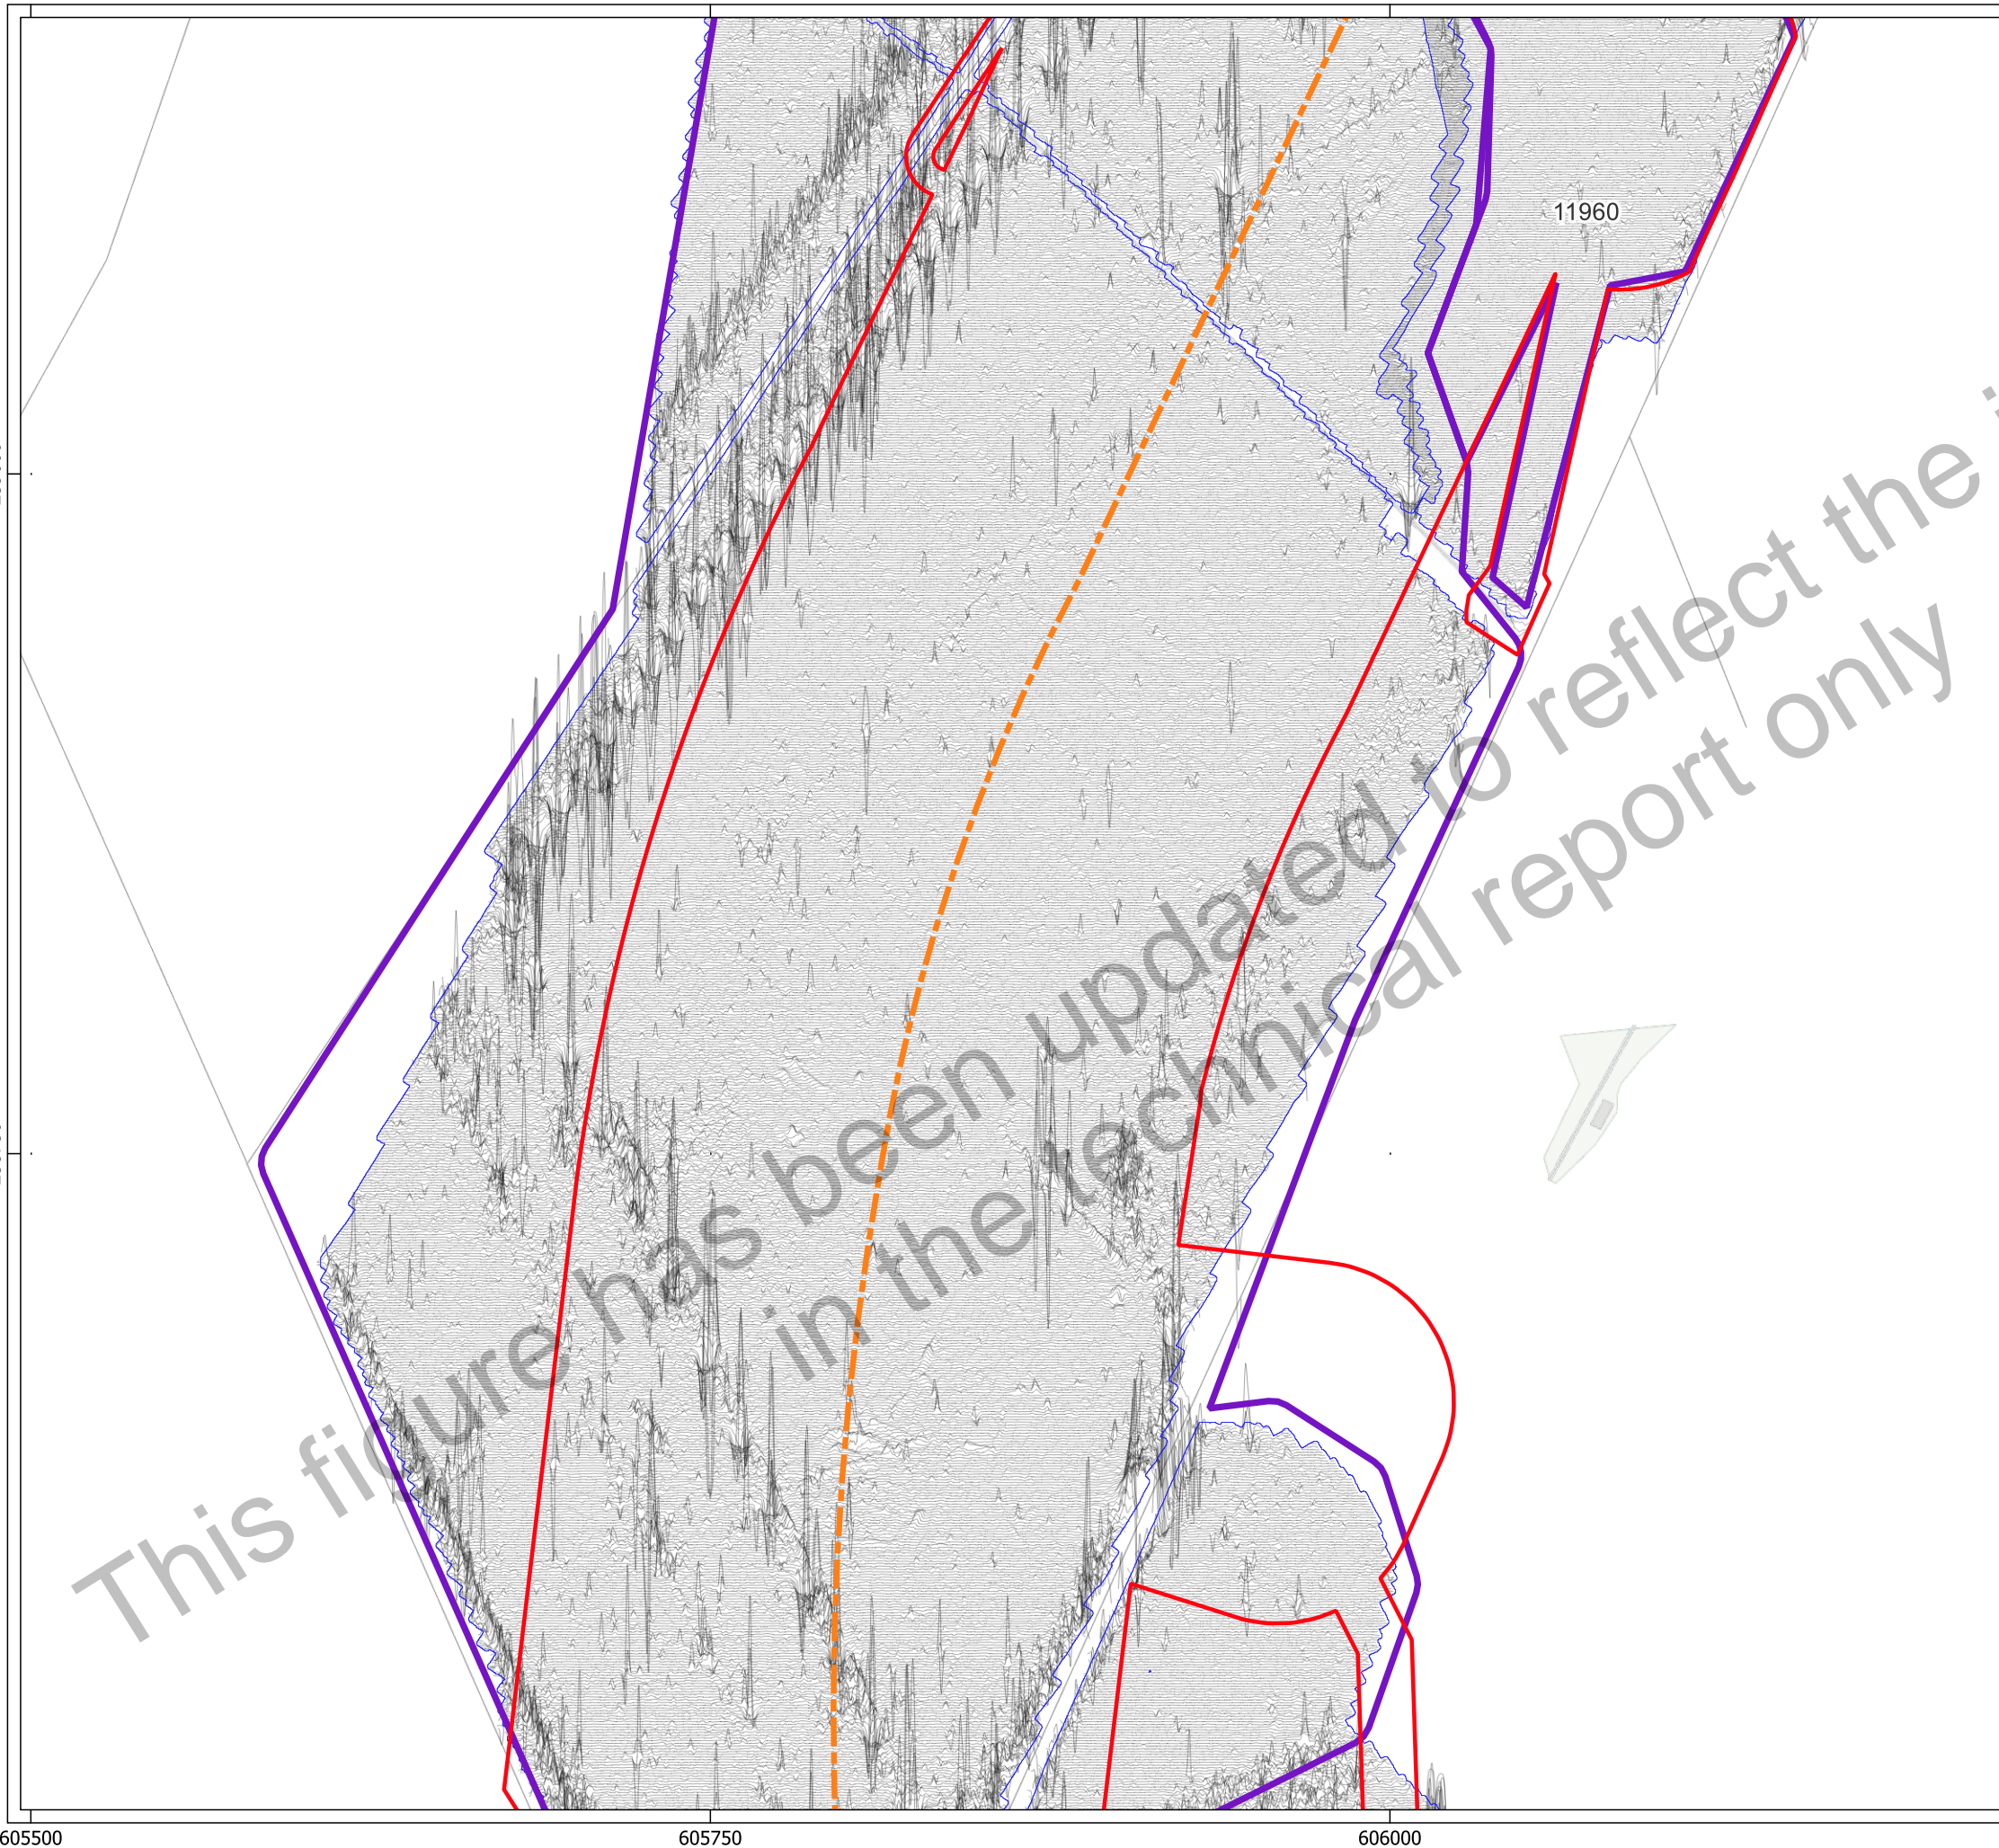 11960
This figure has been updated to reflect the
in the technical report only
605500
605750
606000